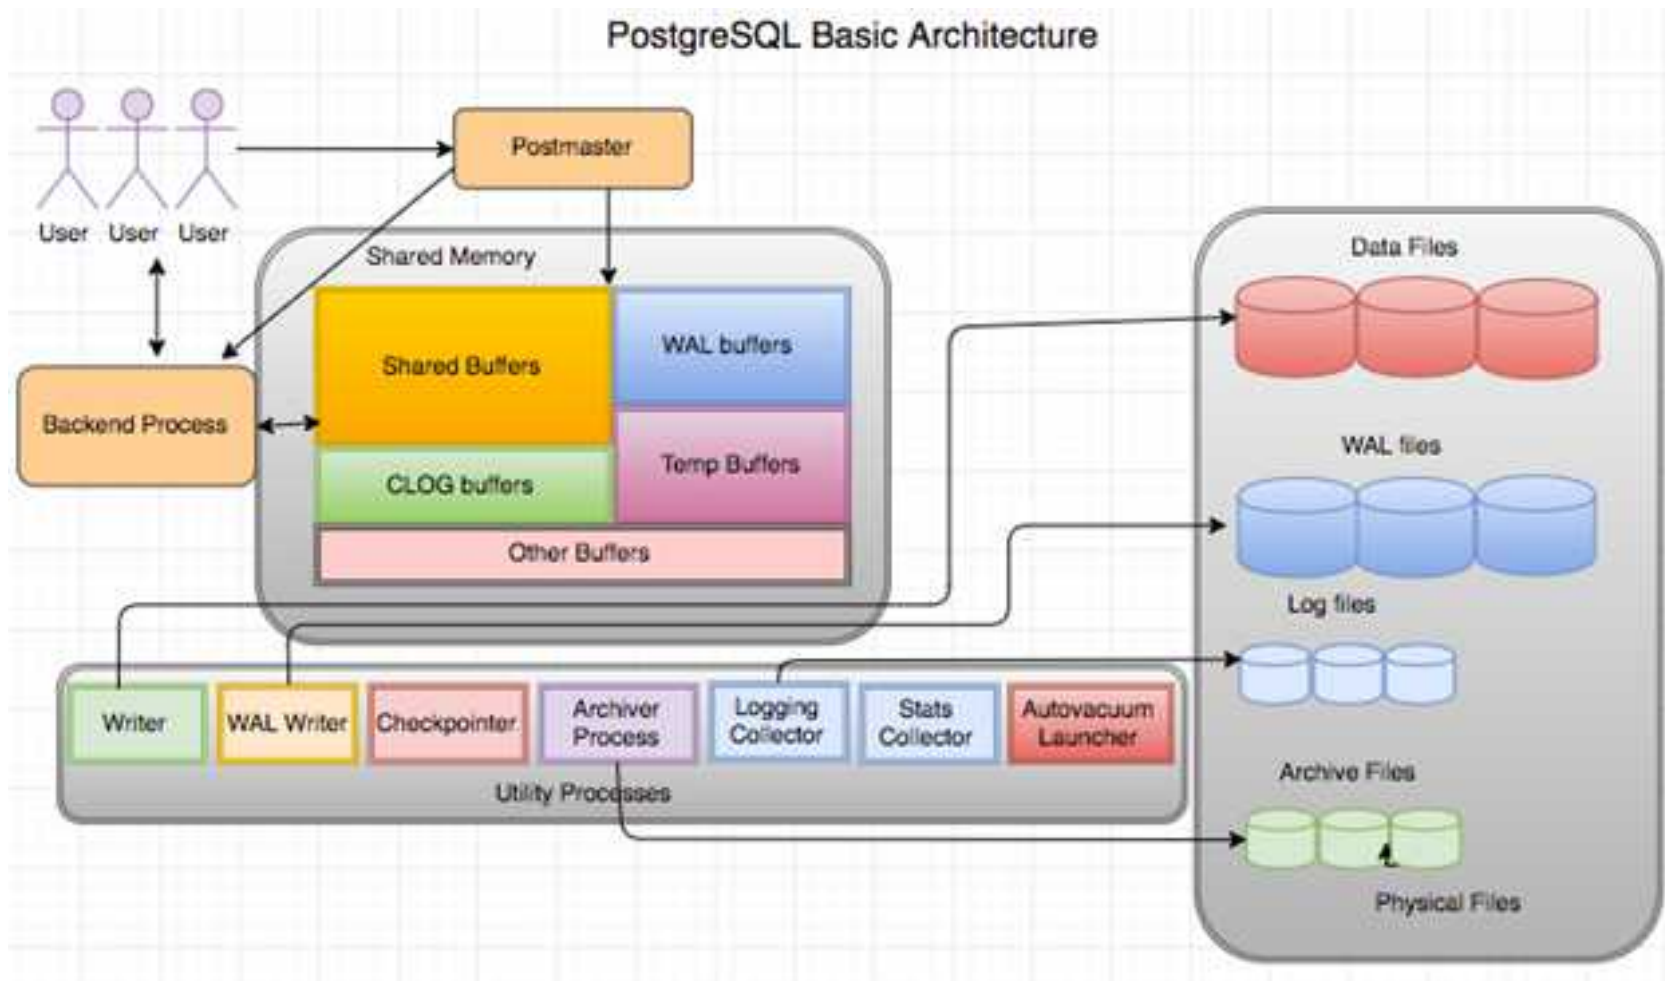 PostgreSQL Basic Architecture
Postmaster
User User User
Shared Memory
Shared Buffers
WAL buffers
Backend Process
CLOG buffers
Temp Buffers
Other Buffers
Writer
WAL Writer
Checkpointer
Archiver
Process
Logging
Collector
Stats
Collector
Autovacuum
Launcher
Utility Processes
Data Files
WAL files
Log files
Archive Files
Physical Files